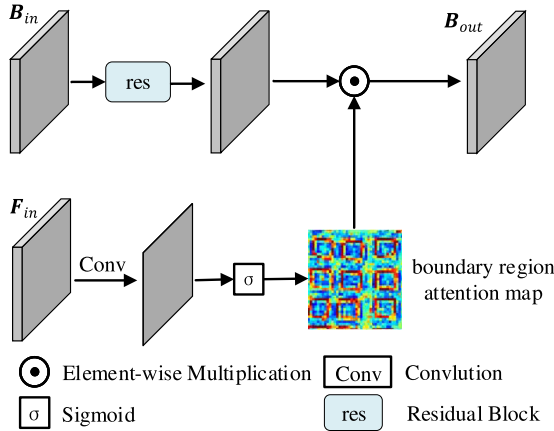 B_in
B_out
res
F_in
Conv
σ
boundary region
attention map
Element-wise Multiplication
Conv
Convlution
σ
Sigmoid
res
Residual Block